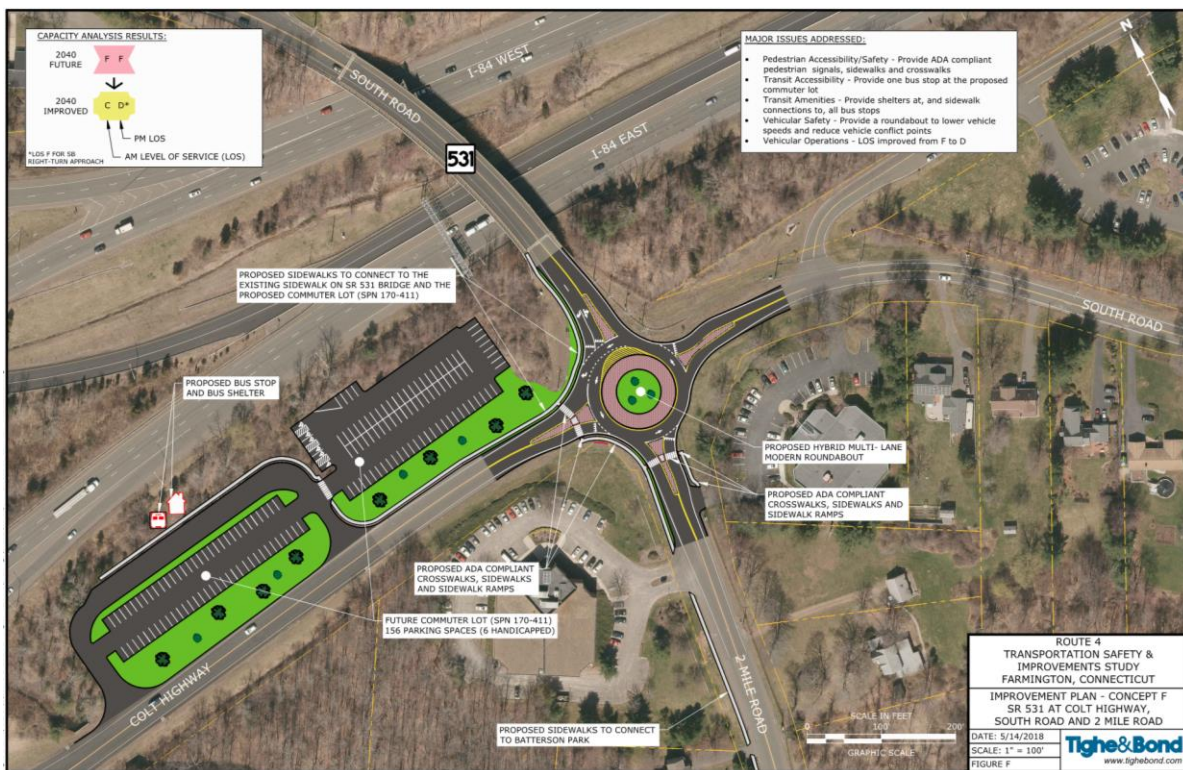 CAPACITY ANALYSIS RESULTS:
2040
FUTURE
F F
2040
IMPROVED
C D*
PM LOS
AM LEVEL OF SERVICE (LOS)
*LOS F FOR SB
RIGHT-TURN APPROACH
I-84 WEST
SOUTH ROAD
I-84 EAST
531
MAJOR ISSUES ADDRESSED:
• Pedestrian Accessibility/Safety - Provide ADA compliant
pedestrian signals, sidewalks and crosswalks
• Transit Accessibility - Provide one bus stop at the proposed
commuter lot
• Transit Amenities - Provide shelters at, and sidewalk
connections to, all bus stops
• Vehicular Safety - Provide a roundabout to lower vehicle
speeds and reduce vehicle conflict points
• Vehicular Operations - LOS improved from F to D
N
PROPOSED SIDEWALKS TO CONNECT TO THE
EXISTING SIDEWALK ON SR 531 BRIDGE AND THE
PROPOSED COMMUTER LOT (SPN 170-411)
SOUTH ROAD
PROPOSED BUS STOP
AND BUS SHELTER
PROPOSED HYBRID MULTI- LANE
MODERN ROUNDABOUT
PROPOSED ADA COMPLIANT
CROSSWALKS, SIDEWALKS AND
SIDEWALK RAMPS
PROPOSED ADA COMPLIANT
CROSSWALKS, SIDEWALKS
AND SIDEWALK RAMPS
FUTURE COMMUTER LOT (SPN 170-411)
156 PARKING SPACES (6 HANDICAPPED)
COLT HIGHWAY
2 MILE ROAD
PROPOSED SIDEWALKS TO CONNECT
TO BATTERSON PARK
SCALE IN FEET
0 100' 200'
GRAPHIC SCALE
ROUTE 4
TRANSPORTATION SAFETY &
IMPROVEMENTS STUDY
FARMINGTON, CONNECTICUT
IMPROVEMENT PLAN - CONCEPT F
SR 531 AT COLT HIGHWAY,
SOUTH ROAD AND 2 MILE ROAD
DATE: 5/14/2018
SCALE: 1" = 100'
FIGURE F
Tighe&Bond
www.tighebond.com